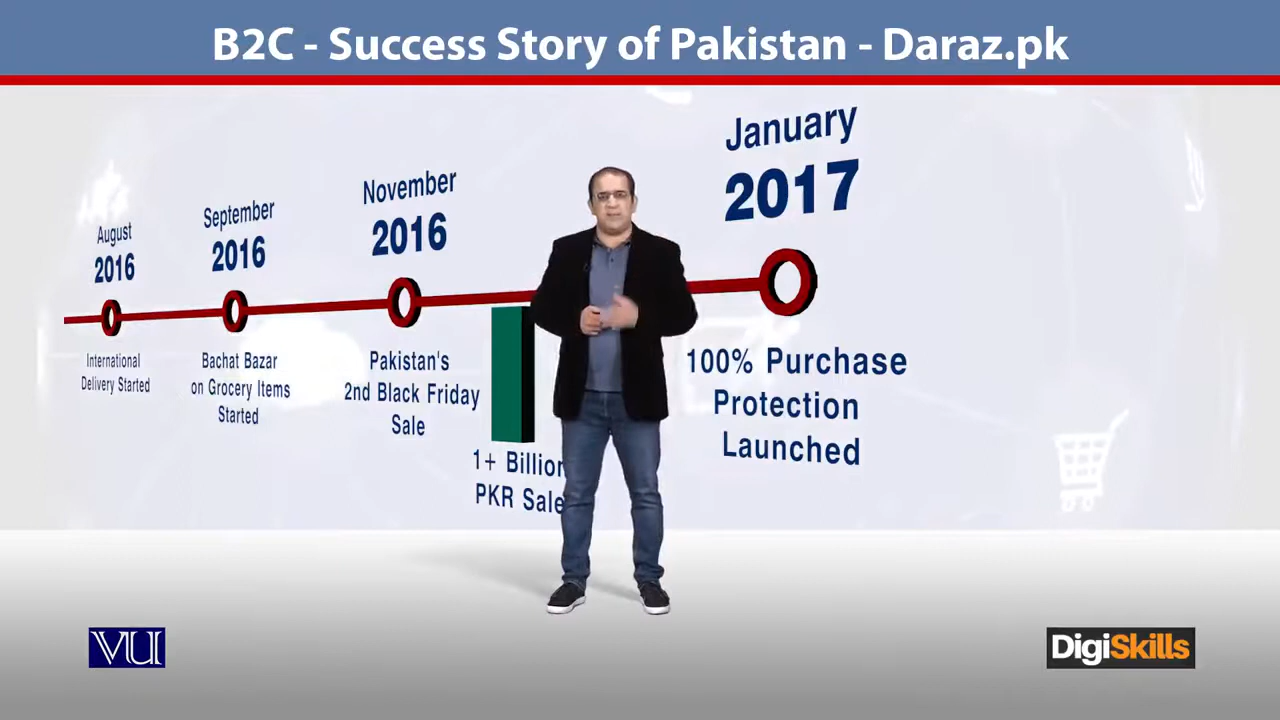 B2C - Success Story of Pakistan - Daraz.pk
August
2016
International
Delivery Started
September
2016
Bachat Bazar
on Grocery Items
Started
November
2016
Pakistan's
2nd Black Friday
Sale
1+ Billion
PKR Sale
January
2017
100% Purchase
Protection
Launched
VU
DigiSkills